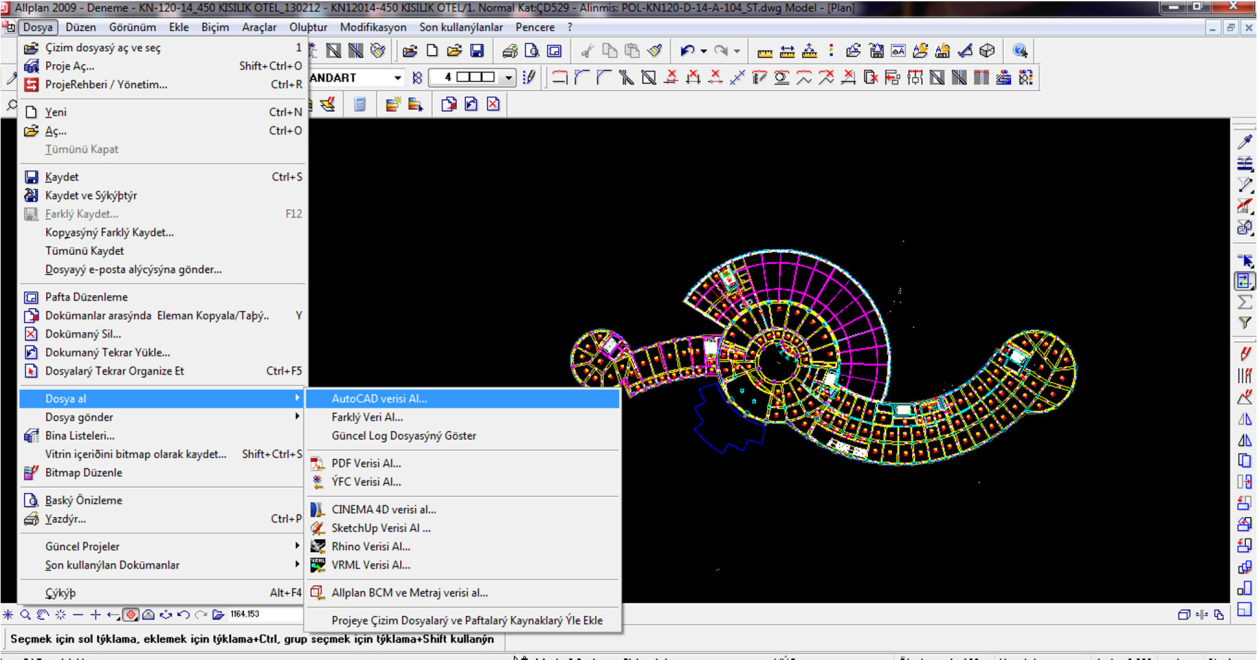 Allplan 2009 - Deneme - KN-120-14_450 KISILIK OTEL_130212 - KN12014-450 KISILIK OTEL/1. Normal Kat:ÇD529 - Alinmis: POL-KN120-D-14-A-104_ST.dwg Model - [Plan]
Dosya Düzen Görünüm Ekle Biçim Araçlar Oluþtur Modifikasyon Son kullanýlanlar Pencere ?
Çizim dosyasý aç ve seç 1
Proje Aç... Shift+Ctrl+O
ANDART 4
ProjeRehberi / Yönetim... Ctrl+R
Yeni Ctrl+N
Aç... Ctrl+O
Tümünü Kapat
Kaydet Ctrl+S
Kaydet ve Sýkýþtýr
Farklý Kaydet... F12
Kopyasýný Farklý Kaydet...
Tümünü Kaydet
Dosyayý e-posta alýcýsýna gönder...
Pafta Düzenleme
Dokümanlar arasýnda Eleman Kopyala/Taþý.. Y
Dokümaný Sil...
Dokumaný Tekrar Yükle...
Dosyalarý Tekrar Organize Et Ctrl+F5
Dosya al
Dosya gönder
Bina Listeleri...
Vitrin içeriðini bitmap olarak kaydet... Shift+Ctrl+S
Bitmap Düzenle
Baský Önizleme
Yazdýr... Ctrl+P
Güncel Projeler
Son kullanýlan Dokümanlar
Çýkýþ Alt+F4
AutoCAD verisi Al...
Farklý Veri Al...
Güncel Log Dosyasýný Göster
PDF Verisi Al...
ÝFC Verisi Al...
CINEMA 4D verisi al...
SketchUp Verisi Al ...
Rhino Verisi Al...
VRML Verisi Al...
Allplan BCM ve Metraj verisi al...
Projeye Çizim Dosyalarý ve Paftalarý Kaynaklarý Ýle Ekle
1164.153
Seçmek için sol týklama, eklemek için týklama+Ctrl, grup seçmek için týklama+Shift kullanýn